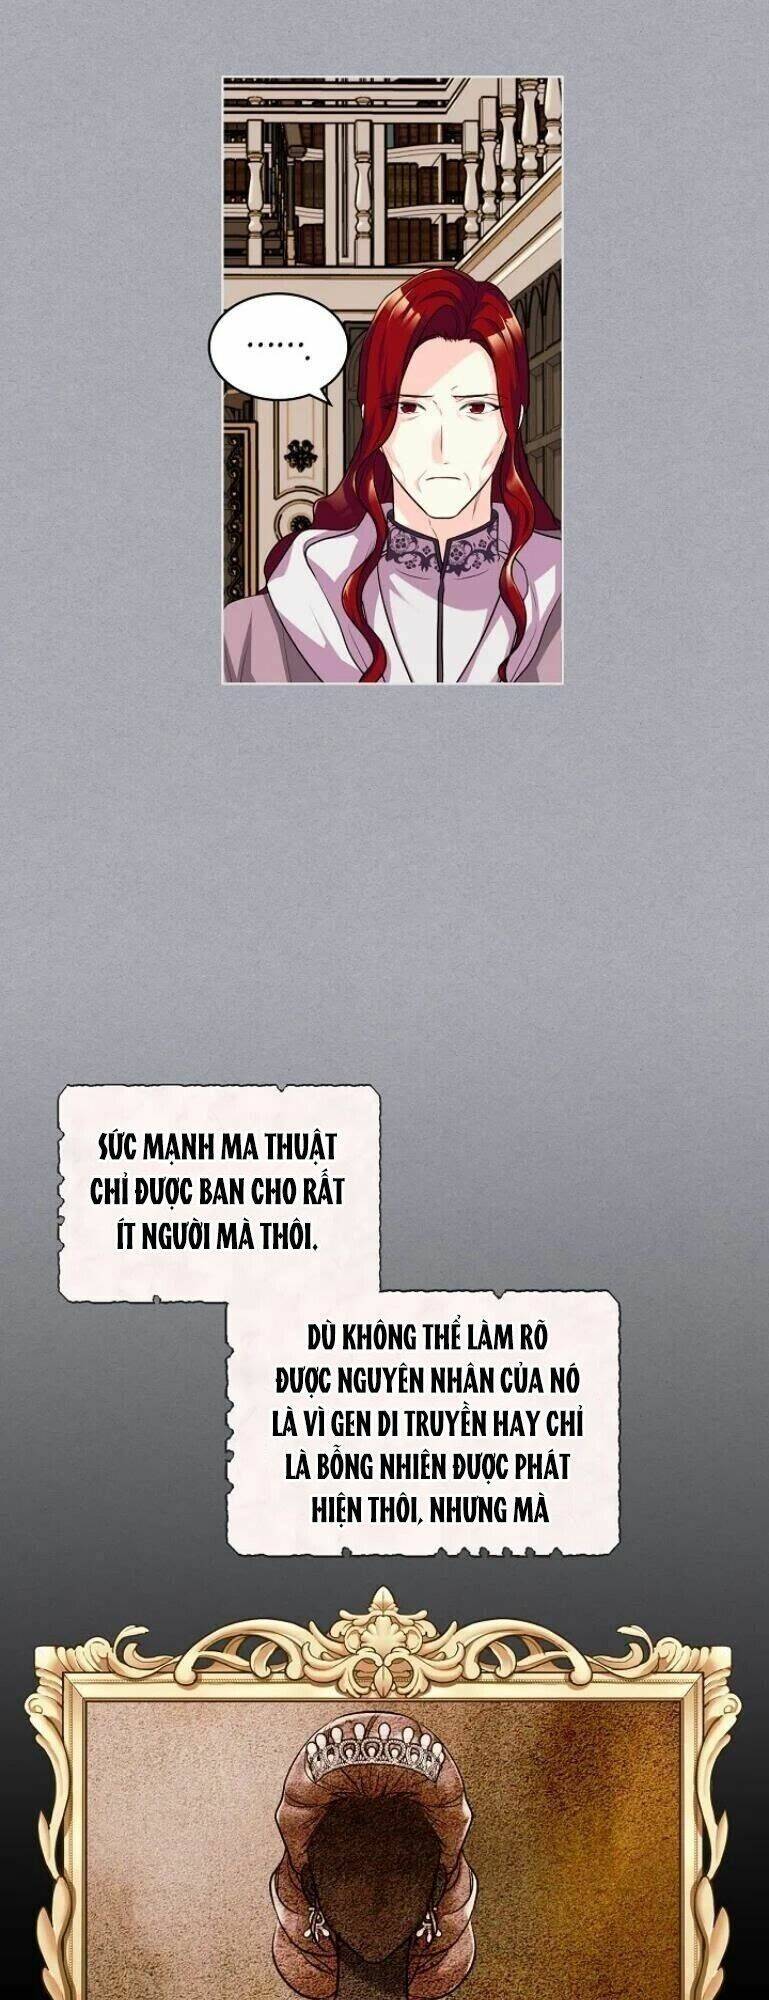 .......
SỨC MẠNH MA THUẬT
CHỈ ĐƯỢC BAN CHO RẤT
ÍT NGƯỜI MÀ THÔI.
DÙ KHÔNG THỂ LÀM RÕ
ĐƯỢC NGUYÊN NHÂN CỦA NÓ
LÀ VÌ GEN DI TRUYỀN HAY CHỈ
LÀ BỖNG NHIÊN ĐƯỢC PHÁT
HIỆN THÔI, NHƯNG MÀ